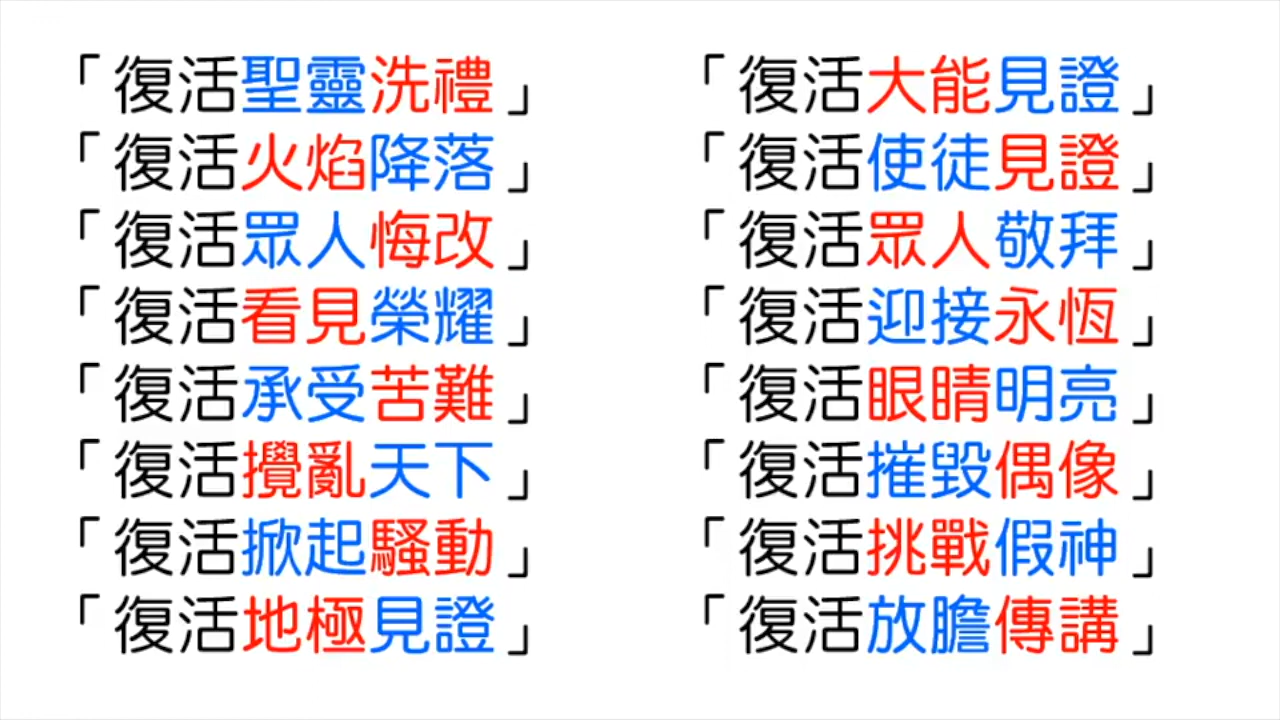 「復活聖靈洗禮」
「復活火焰降落」
「復活眾人悔改」
「復活看見榮耀」
「復活承受苦難」
「復活攪亂天下」
「復活掀起騷動」
「復活地極見證」
「復活大能見證」
「復活使徒見證」
「復活眾人敬拜」
「復活迎接永恆」
「復活眼睛明亮」
「復活摧毀偶像」
「復活挑戰假神」
「復活放膽傳講」